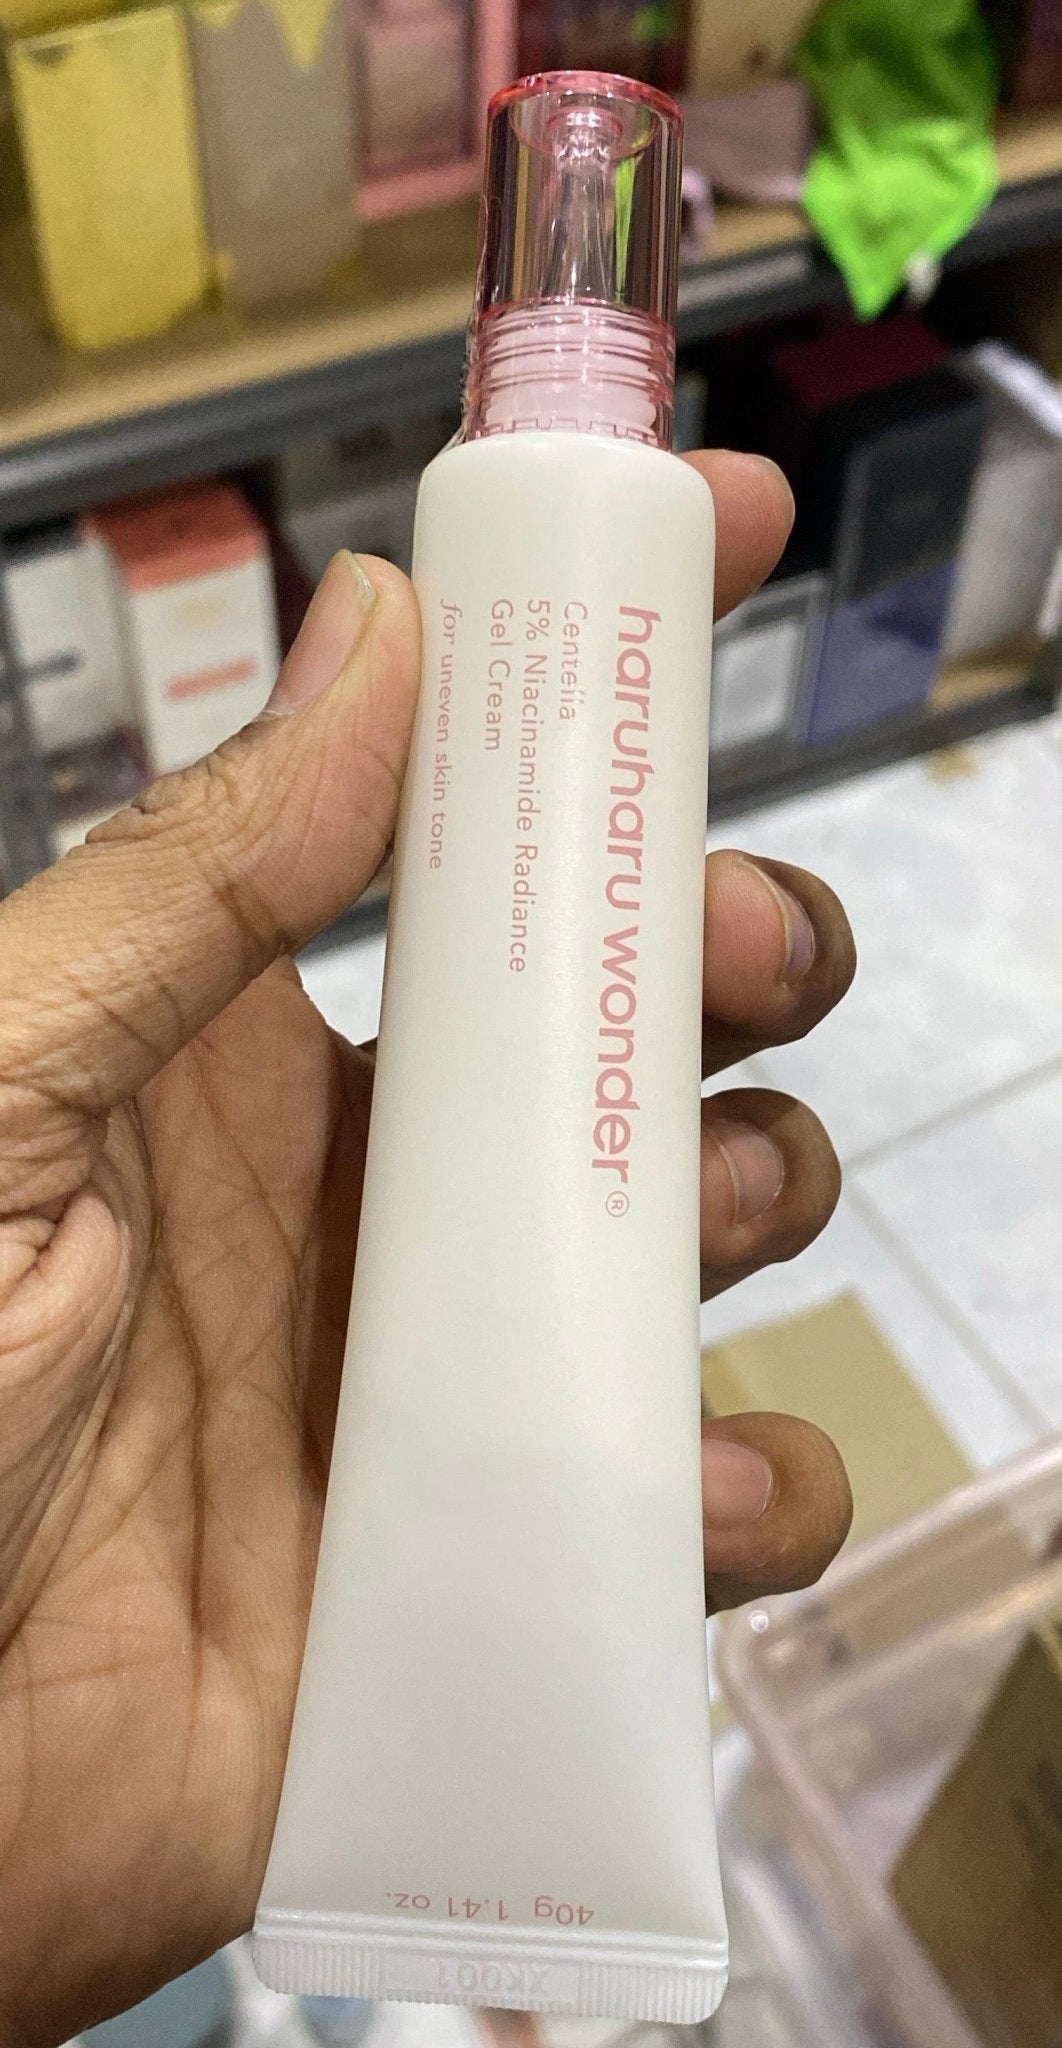 haruharu wonder®
Centella
5% Niacinamide Radiance
Gel Cream
for uneven skin tone
40g 1.41 oz.
XK001